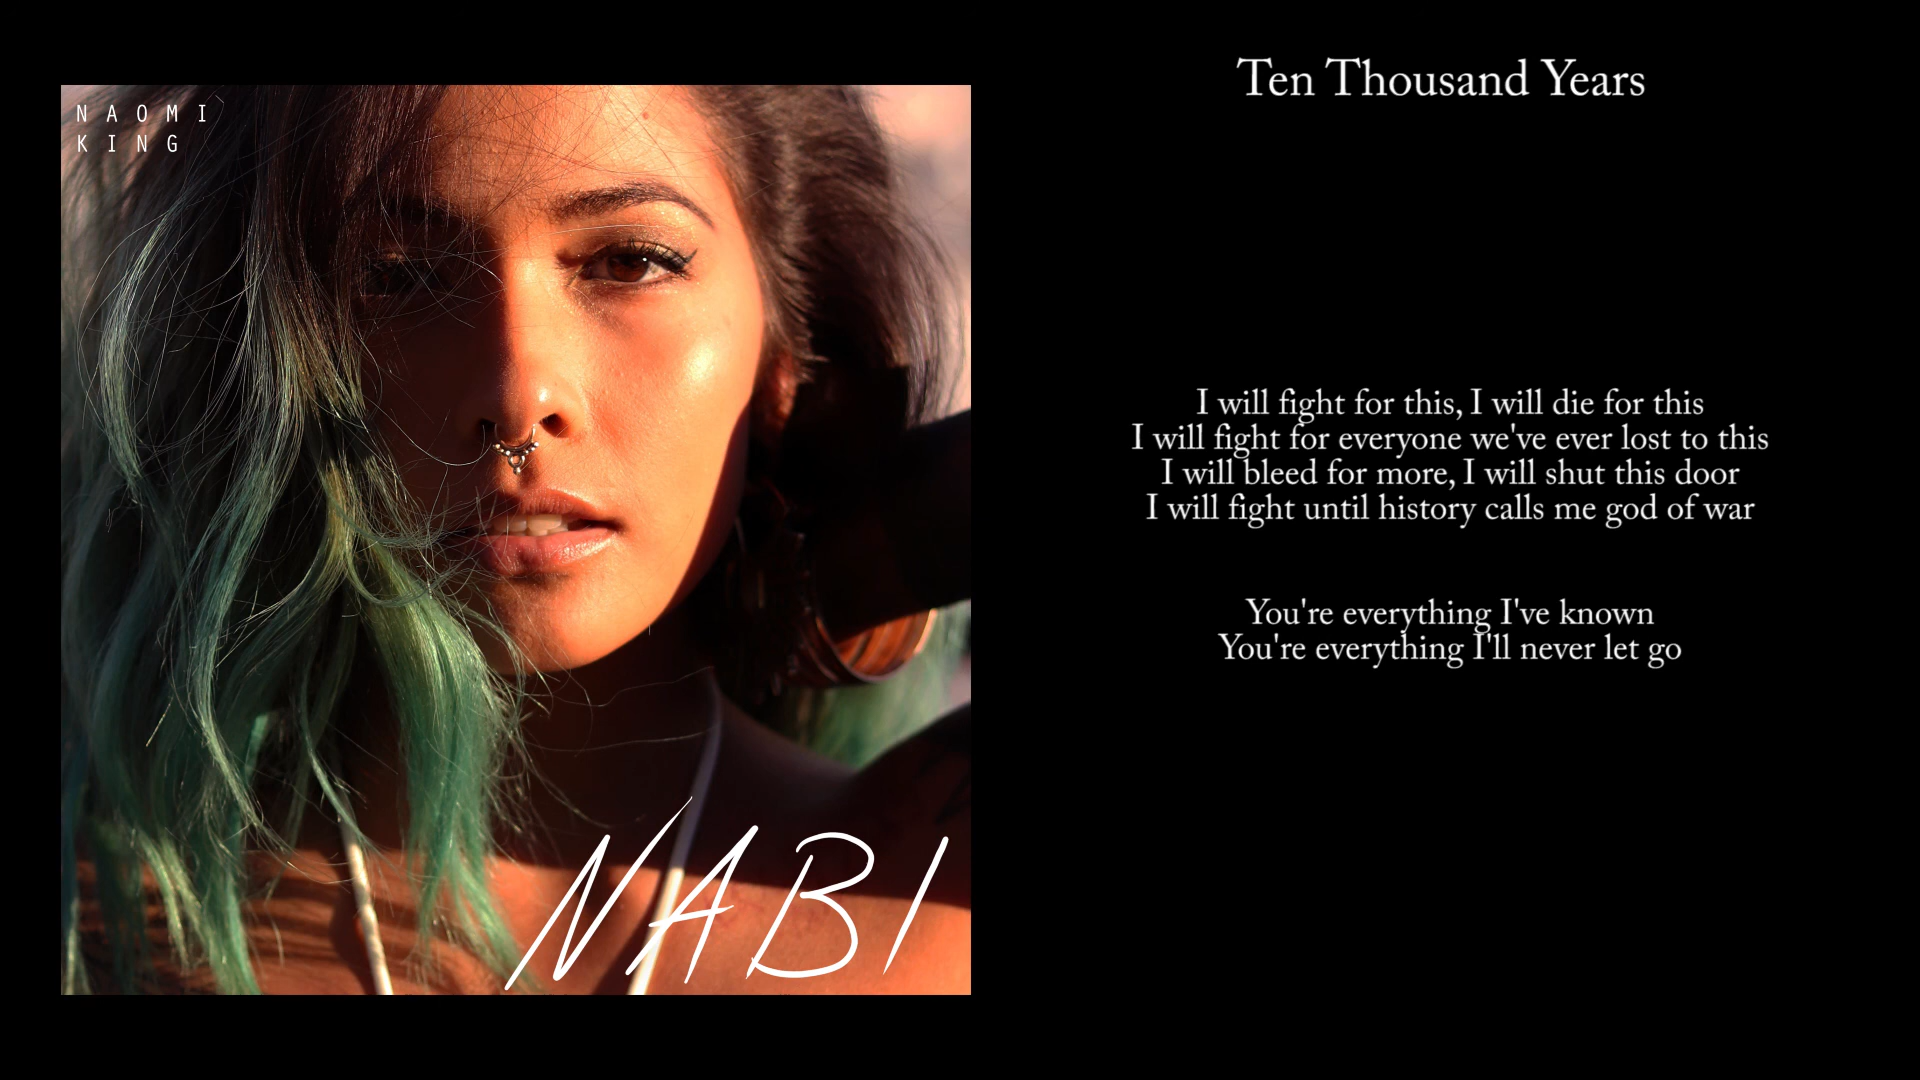 NAOMI
KING
NABI
Ten Thousand Years
I will fight for this, I will die for this
I will fight for everyone we've ever lost to this
I will bleed for more, I will shut this door
I will fight until history calls me god of war
You're everything I've known
You're everything I'll never let go